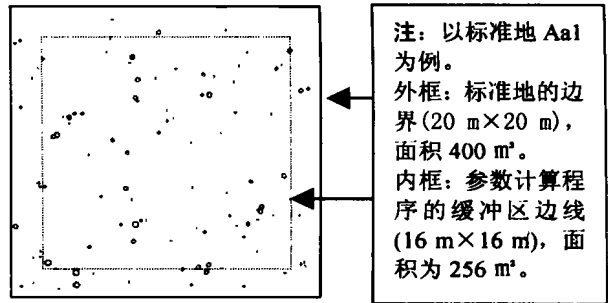 注：以标准地 Aa1
为例。
外框：标准地的边
界(20 m×20 m)，
面积 400 m²。
内框：参数计算程
序的缓冲区边线
(16 m×16 m)，面
积为 256 m²。